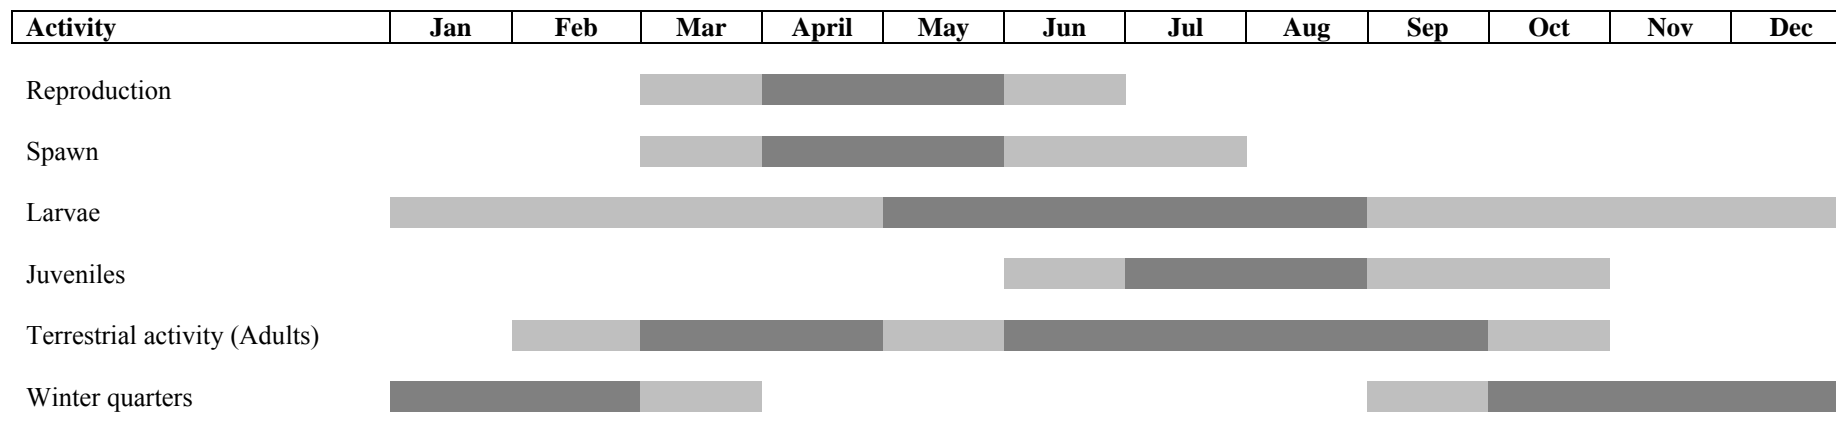 Activity Jan Feb Mar April May Jun Jul Aug Sep Oct Nov Dec
Reproduction
Spawn
Larvae
Juveniles
Terrestrial activity (Adults)
Winter quarters